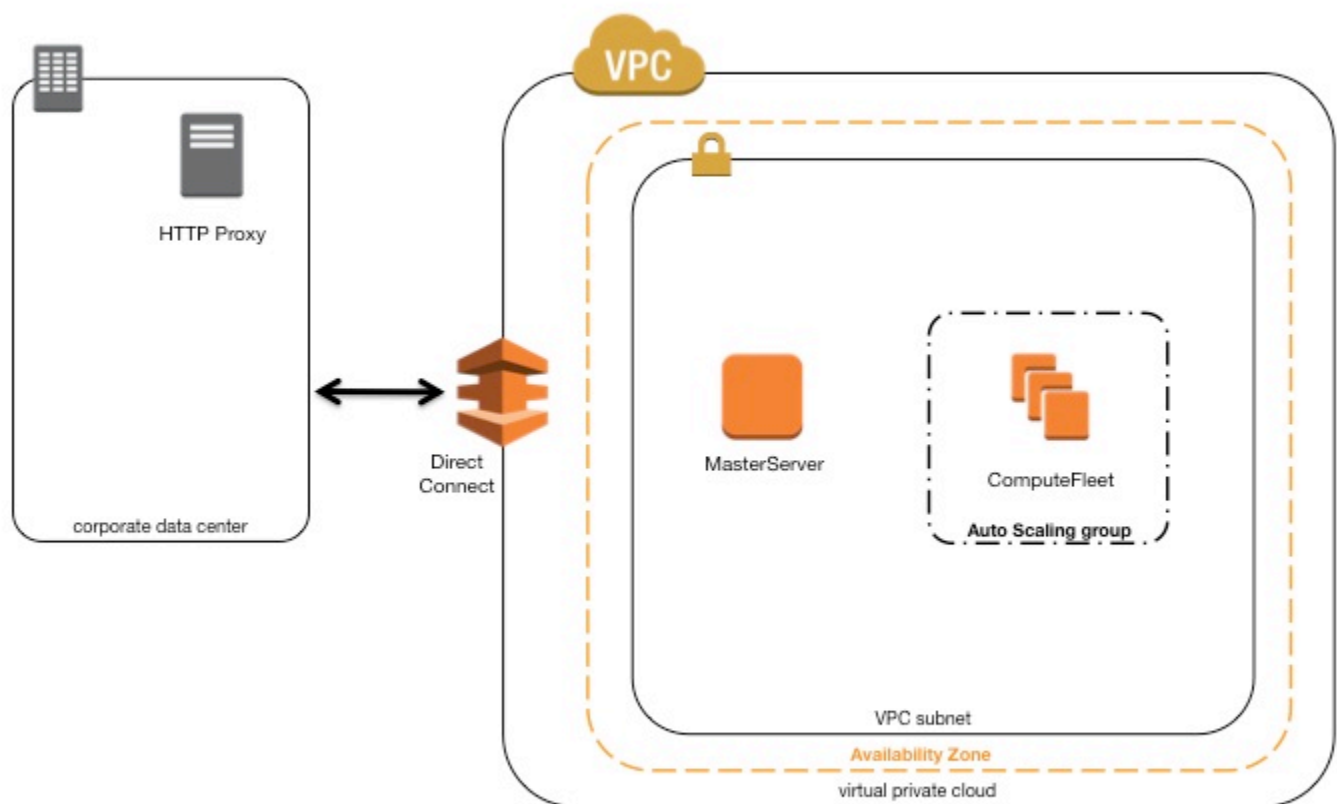 VPC
HTTP Proxy
Direct
Connect
corporate data center
MasterServer
ComputeFleet
Auto Scaling group
VPC subnet
Availability Zone
virtual private cloud